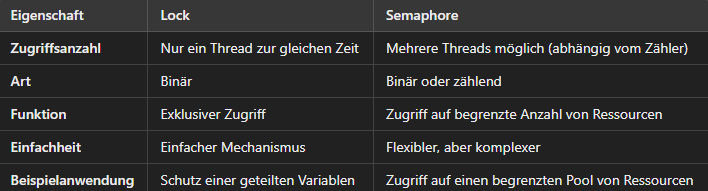 Eigenschaft Lock Semaphore
Zugriffsanzahl Nur ein Thread zur gleichen Zeit Mehrere Threads möglich (abhängig vom Zähler)
Art Binär Binär oder zählend
Funktion Exklusiver Zugriff Zugriff auf begrenzte Anzahl von Ressourcen
Einfachheit Einfacher Mechanismus Flexibler, aber komplexer
Beispielanwendung Schutz einer geteilten Variablen Zugriff auf einen begrenzten Pool von Ressourcen